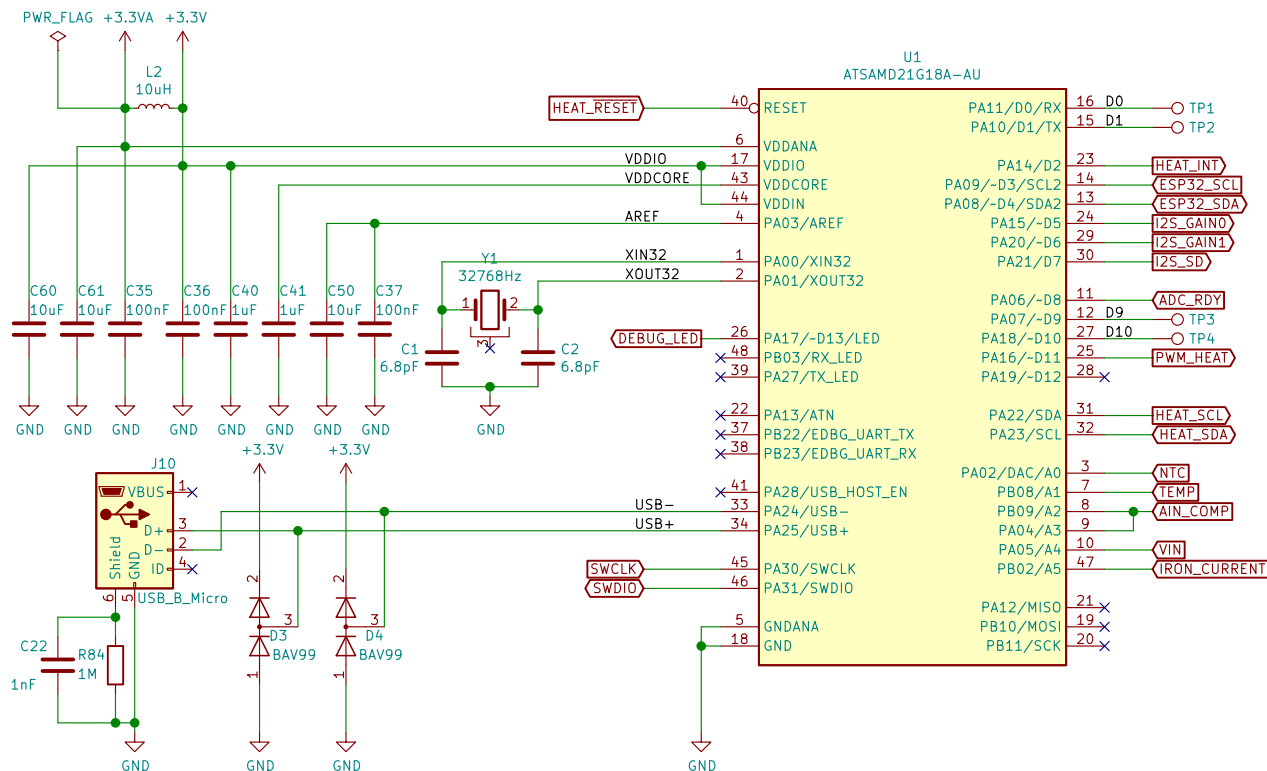 PWR_FLAG +3.3VA +3.3V
L2
10uH
C60
10uF
C61
10uF
C35
100nF
C36
100nF
C40
1uF
C41
1uF
C50
10uF
C37
100nF
GND GND GND GND GND GND GND GND
Y1
32768Hz
1 2
3
C1
6.8pF
C2
6.8pF
GND
U1
ATSAMD21G18A-AU
HEAT_RESET 40 RESET
6 VDDANA
VDDIO 17 VDDIO
VDDCORE 43 VDDCORE
44 VDDIN
AREF 4 PA03/AREF
XIN32 1 PA00/XIN32
XOUT32 2 PA01/XOUT32
DEBUG_LED 26 PA17/~D13/LED
48 PB03/RX_LED
39 PA27/TX_LED
22 PA13/ATN
37 PB22/EDBG_UART_TX
38 PB23/EDBG_UART_RX
41 PA28/USB_HOST_EN
USB- 33 PA24/USB-
USB+ 34 PA25/USB+
SWCLK 45 PA30/SWCLK
SWDIO 46 PA31/SWDIO
5 GNDANA
18 GND
GND
PA11/D0/RX 16 D0 TP1
PA10/D1/TX 15 D1 TP2
PA14/D2 23 HEAT_INT
PA09/~D3/SCL2 14 ESP32_SCL
PA08/~D4/SDA2 13 ESP32_SDA
PA15/~D5 24 I2S_GAIN0
PA20/~D6 29 I2S_GAIN1
PA21/D7 30 I2S_SD
PA06/~D8 11 ADC_RDY
PA07/~D9 12 D9 TP3
PA18/~D10 27 D10 TP4
PA16/~D11 25 PWM_HEAT
PA19/~D12 28
PA22/SDA 31 HEAT_SCL
PA23/SCL 32 HEAT_SDA
PA02/DAC/A0 3 NTC
PB08/A1 7 TEMP
PB09/A2 8 AIN_COMP
PA04/A3 9
PA05/A4 10 VIN
PB02/A5 47 IRON_CURRENT
PA12/MISO 21
PB10/MOSI 19
PB11/SCK 20
J10
VBUS 1
D+ 3
D- 2
ID 4
Shield 6
GND 5
USB_B_Micro
C22
1nF
R84
1M
GND
+3.3V
2
3
D3
BAV99
1
GND
+3.3V
2
3
D4
BAV99
1
GND